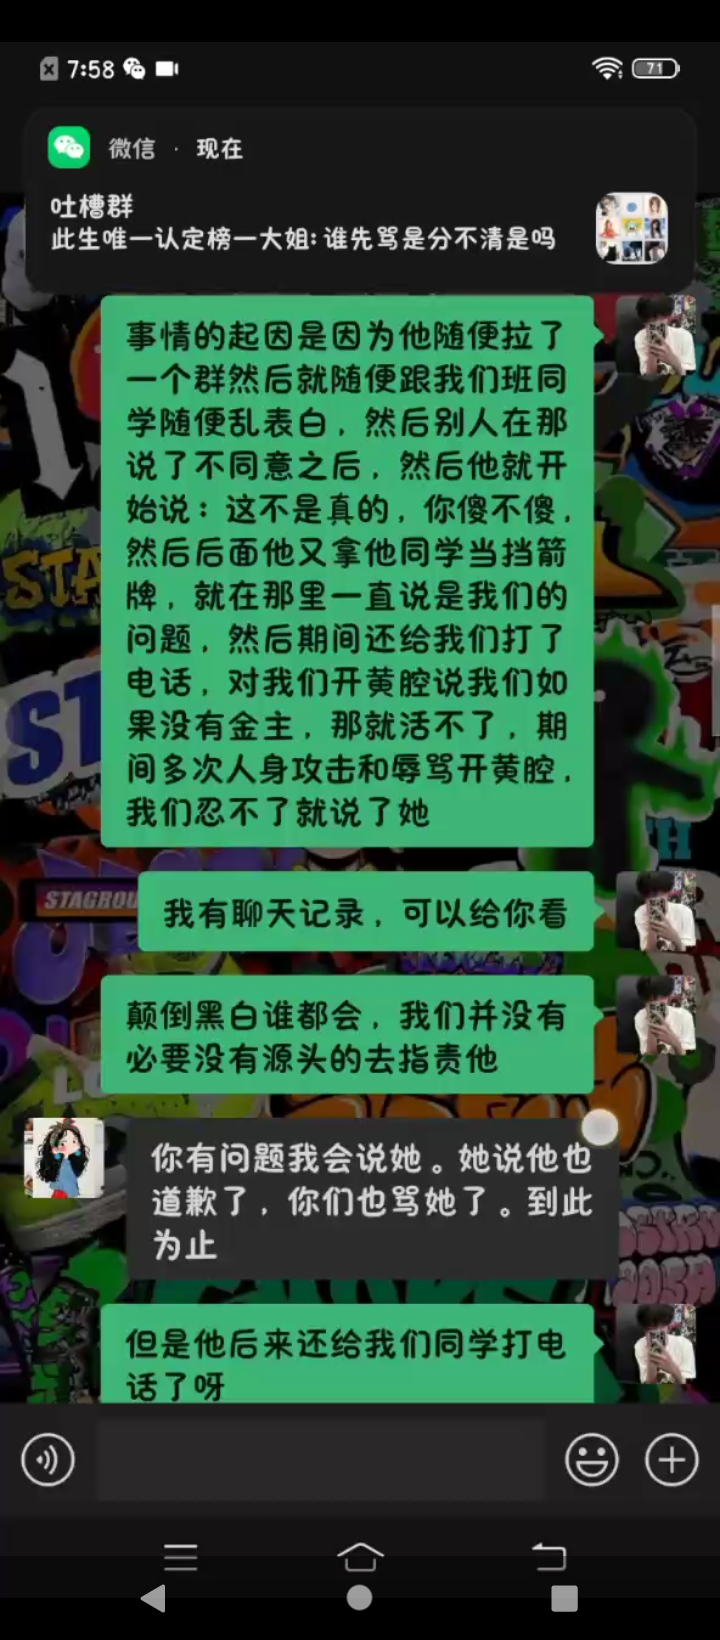 7:58
71
微信 · 现在
吐槽群
此生唯一认定榜一大姐: 谁先骂是分不清是吗
事情的起因是因为他随便拉了
一个群然后就随便跟我们班同
学随便乱表白，然后别人在那
说了不同意之后，然后他就开
始说：这不是真的，你傻不傻，
然后后面他又拿他同学当挡箭
牌，就在那里一直说是我们的
问题，然后期间还给我们打了
电话，对我们开黄腔说我们如
果没有金主，那就活不了，期
间多次人身攻击和辱骂开黄腔，
我们忍不了就说了她
STAGROU
我有聊天记录，可以给你看
颠倒黑白谁都会，我们并没有
必要没有源头的去指责他
你有问题我会说她。她说他也
道歉了，你们也骂她了。到此
为止
但是他后来还给我们同学打电
话了呀